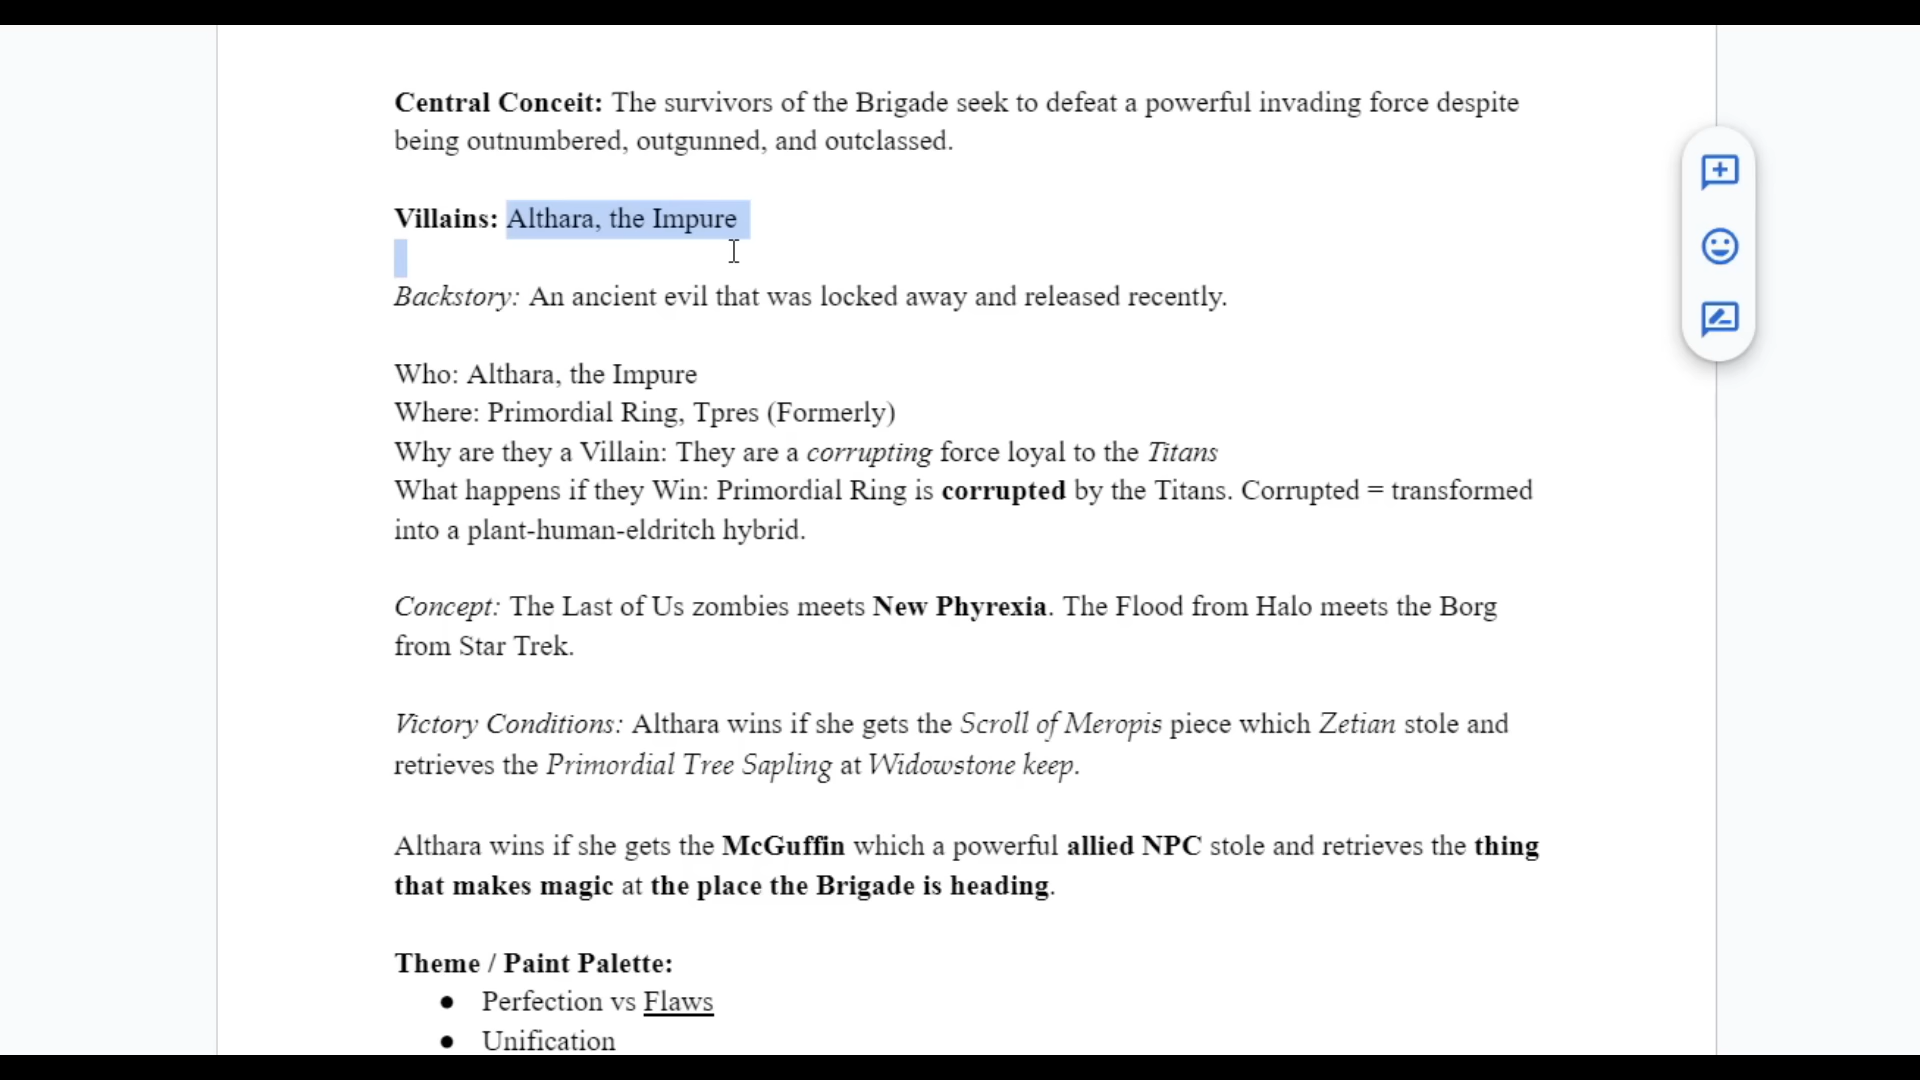 Central Conceit: The survivors of the Brigade seek to defeat a powerful invading force despite
being outnumbered, outgunned, and outclassed.
Villains: Althara, the Impure
Backstory: An ancient evil that was locked away and released recently.
Who: Althara, the Impure
Where: Primordial Ring, Tpres (Formerly)
Why are they a Villain: They are a corrupting force loyal to the Titans
What happens if they Win: Primordial Ring is corrupted by the Titans. Corrupted = transformed
into a plant-human-eldritch hybrid.
Concept: The Last of Us zombies meets New Phyrexia. The Flood from Halo meets the Borg
from Star Trek.
Victory Conditions: Althara wins if she gets the Scroll of Meropis piece which Zetian stole and
retrieves the Primordial Tree Sapling at Widowstone keep.
Althara wins if she gets the McGuffin which a powerful allied NPC stole and retrieves the thing
that makes magic at the place the Brigade is heading.
Theme / Paint Palette:
● Perfection vs Flaws
● Unification